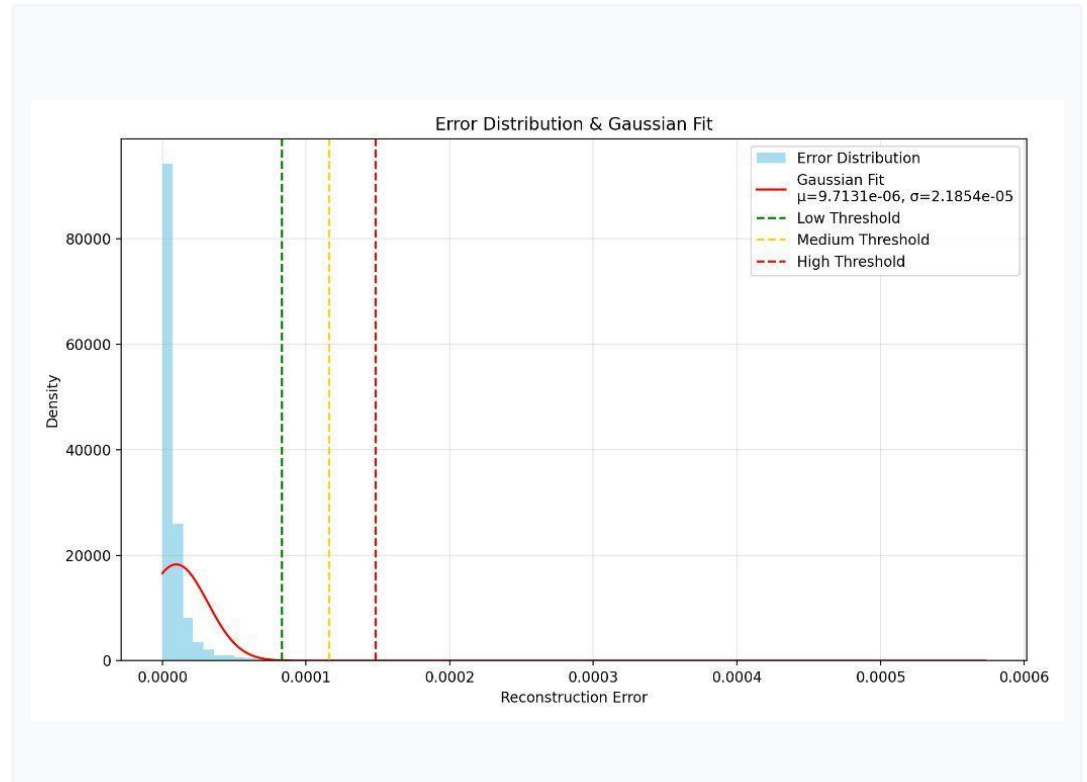 Error Distribution & Gaussian Fit
Error Distribution
Gaussian Fit
μ=9.7131e-06, σ=2.1854e-05
Low Threshold
Medium Threshold
High Threshold
Density
80000
60000
40000
20000
0
0.0000 0.0001 0.0002 0.0003 0.0004 0.0005 0.0006
Reconstruction Error